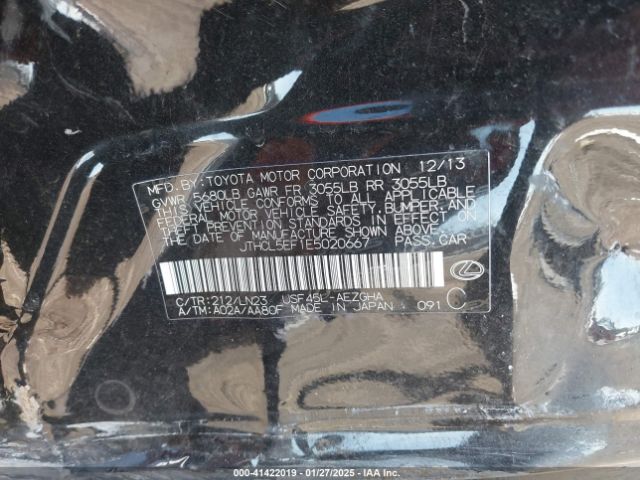 MFD.BY:TOYOTA MOTOR CORPORATION 12/13
GVWR 5680LB GAWR FR 3055LB RR 3055LB
THIS VEHICLE CONFORMS TO ALL APPLICABLE
FEDERAL MOTOR VEHICLE SAFETY, BUMPER, AND
THEFT PREVENTION STANDARDS IN EFFECT ON
THE DATE OF MANUFACTURE SHOWN ABOVE.
JTHCL5EF1E5020667 PASS.CAR
C/TR:212/LN23 USF45L-AEZGHA
A/TM:A02A/AA80F MADE IN JAPAN 091 C
000-41422019 - 01/27/2025 - IAA Inc.